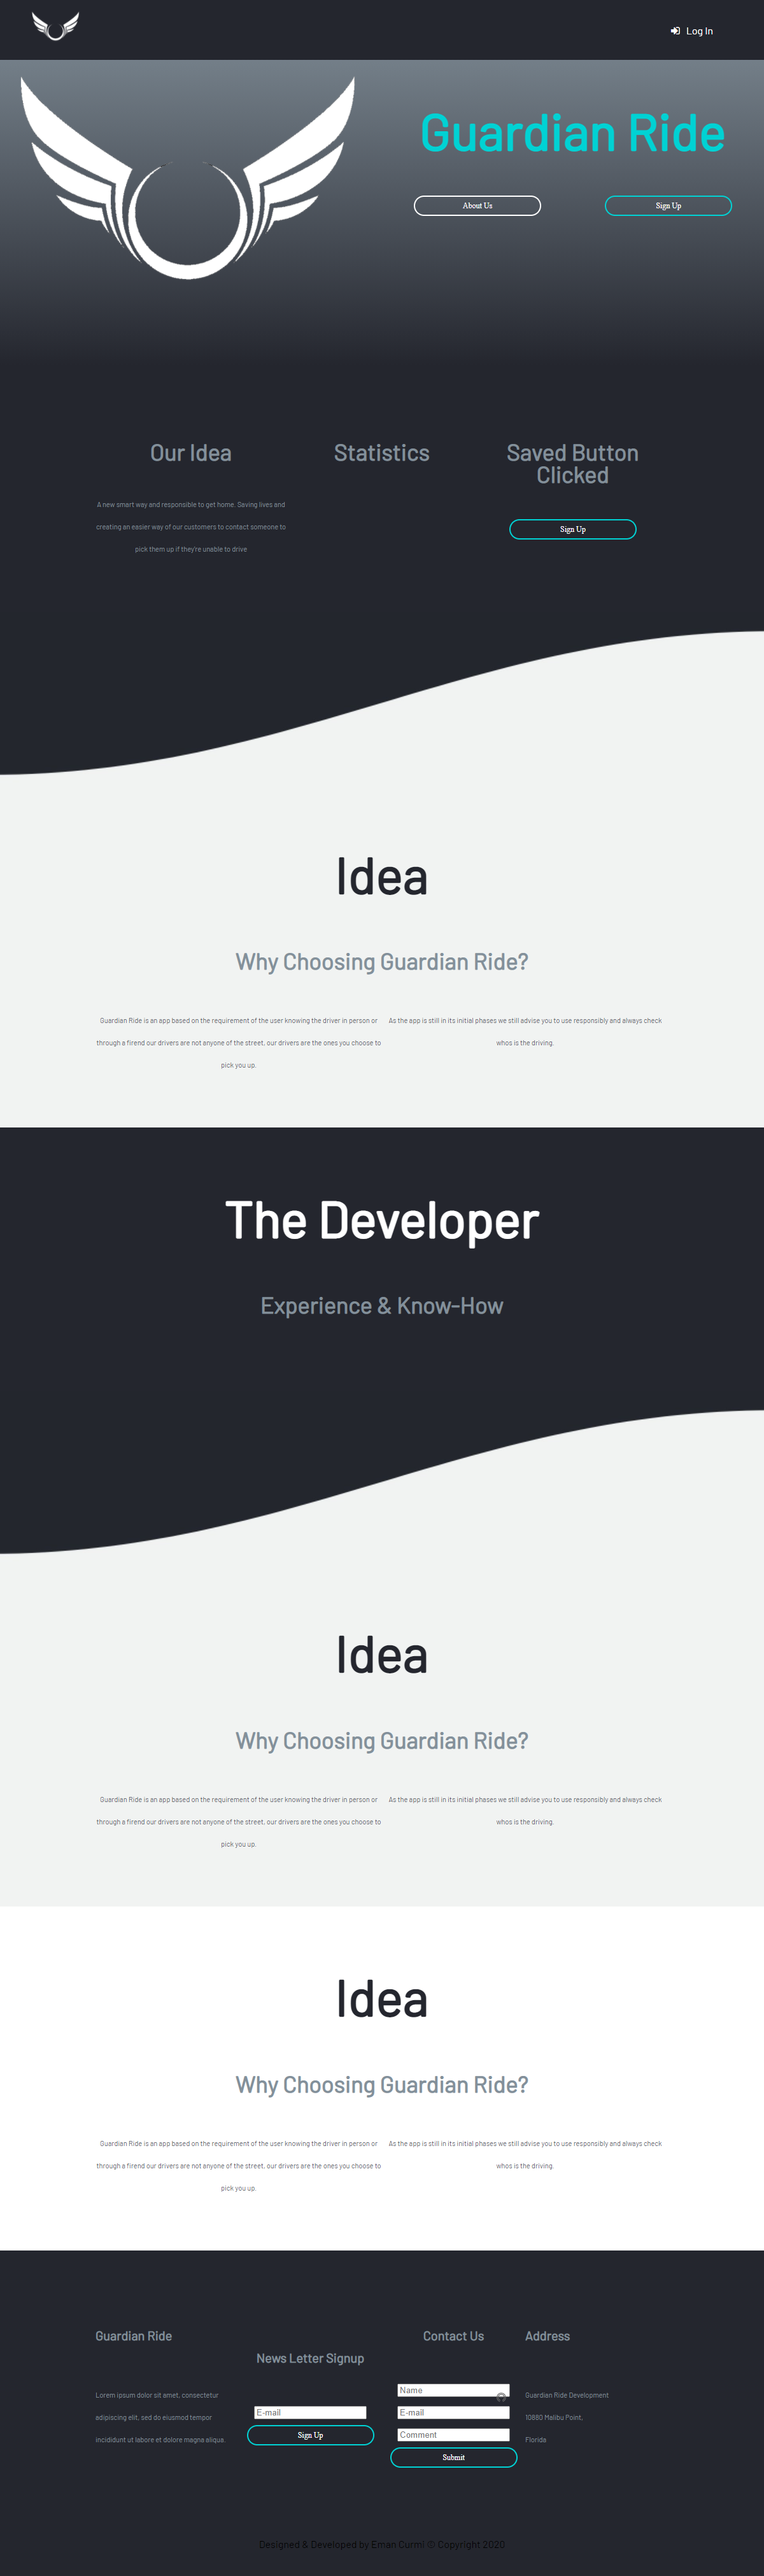 Log In
Guardian Ride
About Us
Sign Up
Our Idea
A new smart way and responsible to get home. Saving lives and
creating an easier way of our customers to contact someone to
pick them up if they're unable to drive
Statistics
Saved Button
Clicked
Sign Up
Idea
Why Choosing Guardian Ride?
Guardian Ride is an app based on the requirement of the user knowing the driver in person or
through a firend our drivers are not anyone of the street, our drivers are the ones you choose to
pick you up.
As the app is still in its initial phases we still advise you to use responsibly and always check
whos is the driving.
The Developer
Experience & Know-How
Idea
Why Choosing Guardian Ride?
Guardian Ride is an app based on the requirement of the user knowing the driver in person or
through a firend our drivers are not anyone of the street, our drivers are the ones you choose to
pick you up.
As the app is still in its initial phases we still advise you to use responsibly and always check
whos is the driving.
Idea
Why Choosing Guardian Ride?
Guardian Ride is an app based on the requirement of the user knowing the driver in person or
through a firend our drivers are not anyone of the street, our drivers are the ones you choose to
pick you up.
As the app is still in its initial phases we still advise you to use responsibly and always check
whos is the driving.
Guardian Ride
Lorem ipsum dolor sit amet, consectetur
adipiscing elit, sed do eiusmod tempor
incididunt ut labore et dolore magna aliqua.
News Letter Signup
E-mail
Sign Up
Contact Us
Name
E-mail
Comment
Submit
Address
Guardian Ride Development
10880 Malibu Point,
Florida
Designed & Developed by Eman Curmi © Copyright 2020